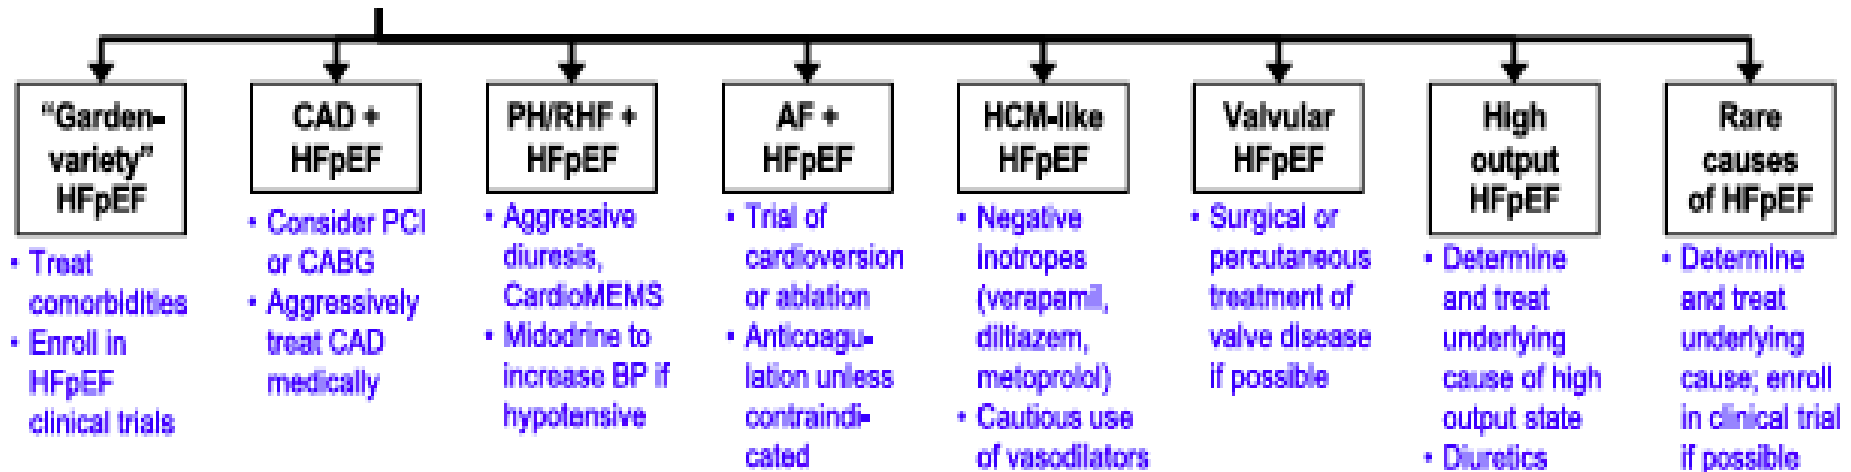 “Garden-
variety”
HFpEF
• Treat
comorbidities
• Enroll in
HFpEF
clinical trials
CAD +
HFpEF
• Consider PCI
or CABG
• Aggressively
treat CAD
medically
PH/RHF +
HFpEF
• Aggressive
diuresis,
CardioMEMS
• Midodrine to
increase BP if
hypotensive
AF +
HFpEF
• Trial of
cardioversion
or ablation
• Anticoagu-
lation unless
contraindi-
cated
HCM-like
HFpEF
• Negative
inotropes
(verapamil,
diltiazem,
metoprolol)
• Cautious use
of vasodilators
Valvular
HFpEF
• Surgical or
percutaneous
treatment of
valve disease
if possible
High
output
HFpEF
• Determine
and treat
underlying
cause of high
output state
• Diuretics
Rare
causes
of HFpEF
• Determine
and treat
underlying
cause; enroll
in clinical trial
if possible